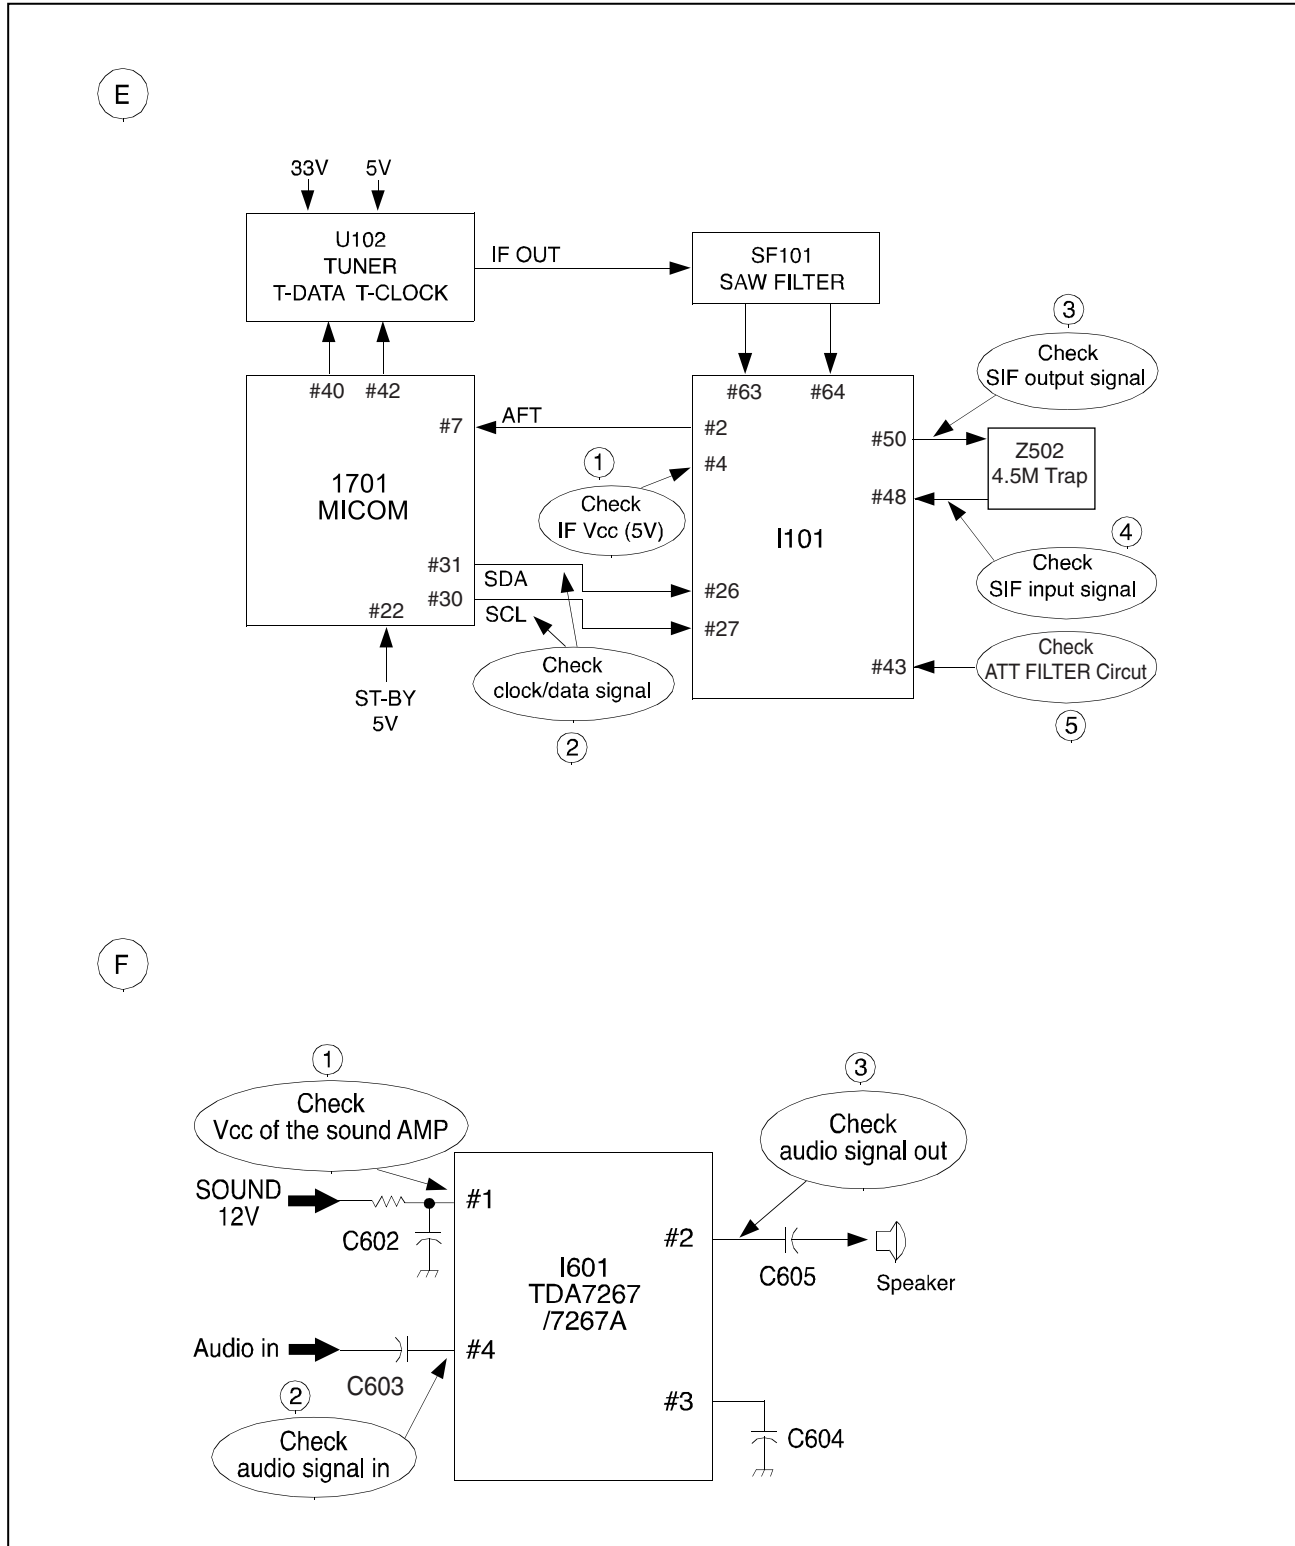 E
33V 5V
U102
TUNER
T-DATA T-CLOCK
IF OUT
SF101
SAW FILTER
3
Check
SIF output signal
#40 #42
#63 #64
#7
AFT
#2
#50
Z502
4.5M Trap
1
#4
1701
MICOM
Check
IF Vcc (5V)
#48
I101
4
Check
SIF input signal
#31
SDA
#26
#30
#22
SCL
#27
Check
clock/data signal
#43
Check
ATT FILTER Circut
ST-BY
5V
2
5
F
1
Check
Vcc of the sound AMP
3
Check
audio signal out
SOUND
12V
#1
C602
#2
I601
TDA7267
/7267A
C605
Speaker
Audio in
#4
C603
2
#3
Check
audio signal in
C604